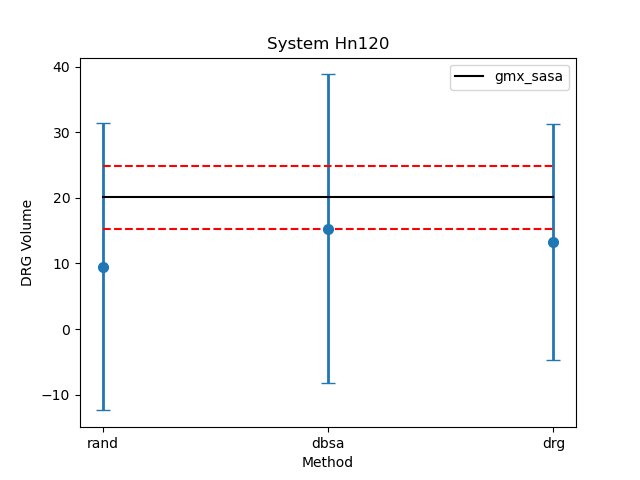 System Hn120
gmx_sasa
DRG Volume
40
30
20
10
0
−10
rand
dbsa
drg
Method